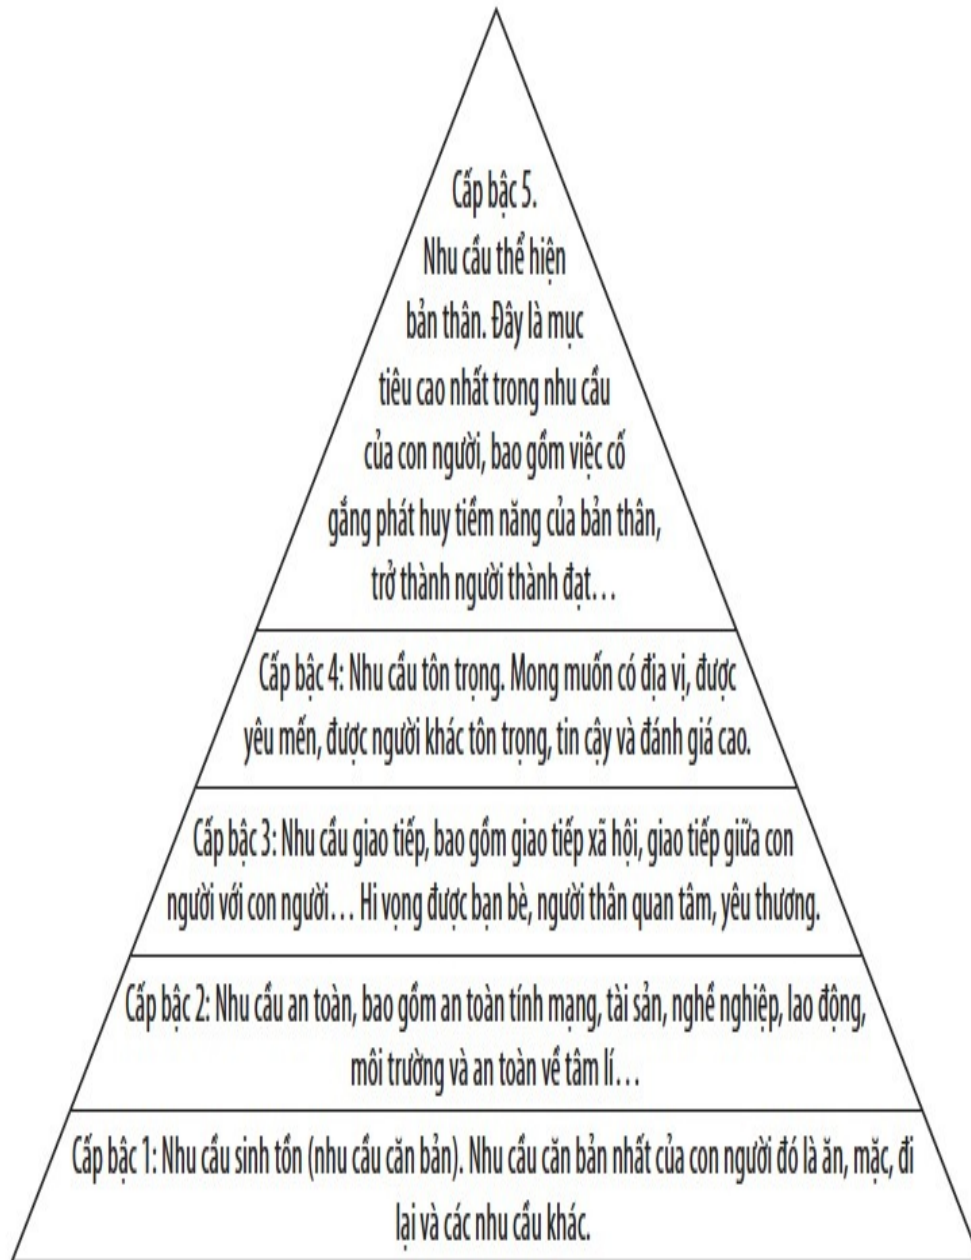 Cấp bậc 5.
Nhu cầu thể hiện
bản thân. Đây là mục
tiêu cao nhất trong nhu cầu
của con người, bao gồm việc cố
gắng phát huy tiềm năng của bản thân,
trở thành người thành đạt…
Cấp bậc 4: Nhu cầu tôn trọng. Mong muốn có địa vị, được
yêu mến, được người khác tôn trọng, tin cậy và đánh giá cao.
Cấp bậc 3: Nhu cầu giao tiếp, bao gồm giao tiếp xã hội, giao tiếp giữa con
người với con người… Hi vọng được bạn bè, người thân quan tâm, yêu thương.
Cấp bậc 2: Nhu cầu an toàn, bao gồm an toàn tính mạng, tài sản, nghề nghiệp, lao động,
môi trường và an toàn về tâm lí…
Cấp bậc 1: Nhu cầu sinh tồn (nhu cầu căn bản). Nhu cầu căn bản nhất của con người đó là ăn, mặc, đi
lại và các nhu cầu khác.